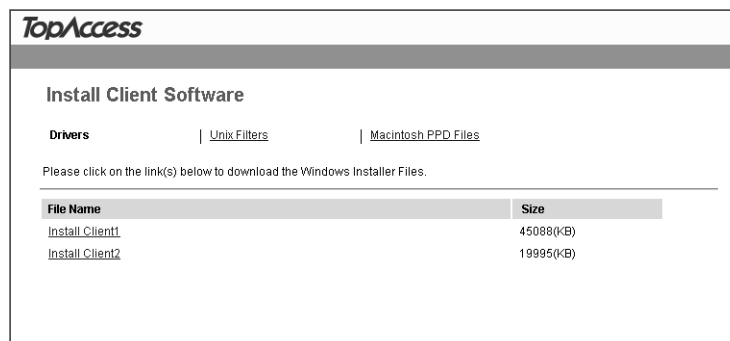 TopAccess
Install Client Software
Drivers | Unix Filters | Macintosh PPD Files
Please click on the link(s) below to download the Windows Installer Files.
File Name Size
Install Client1 45088(KB)
Install Client2 19995(KB)